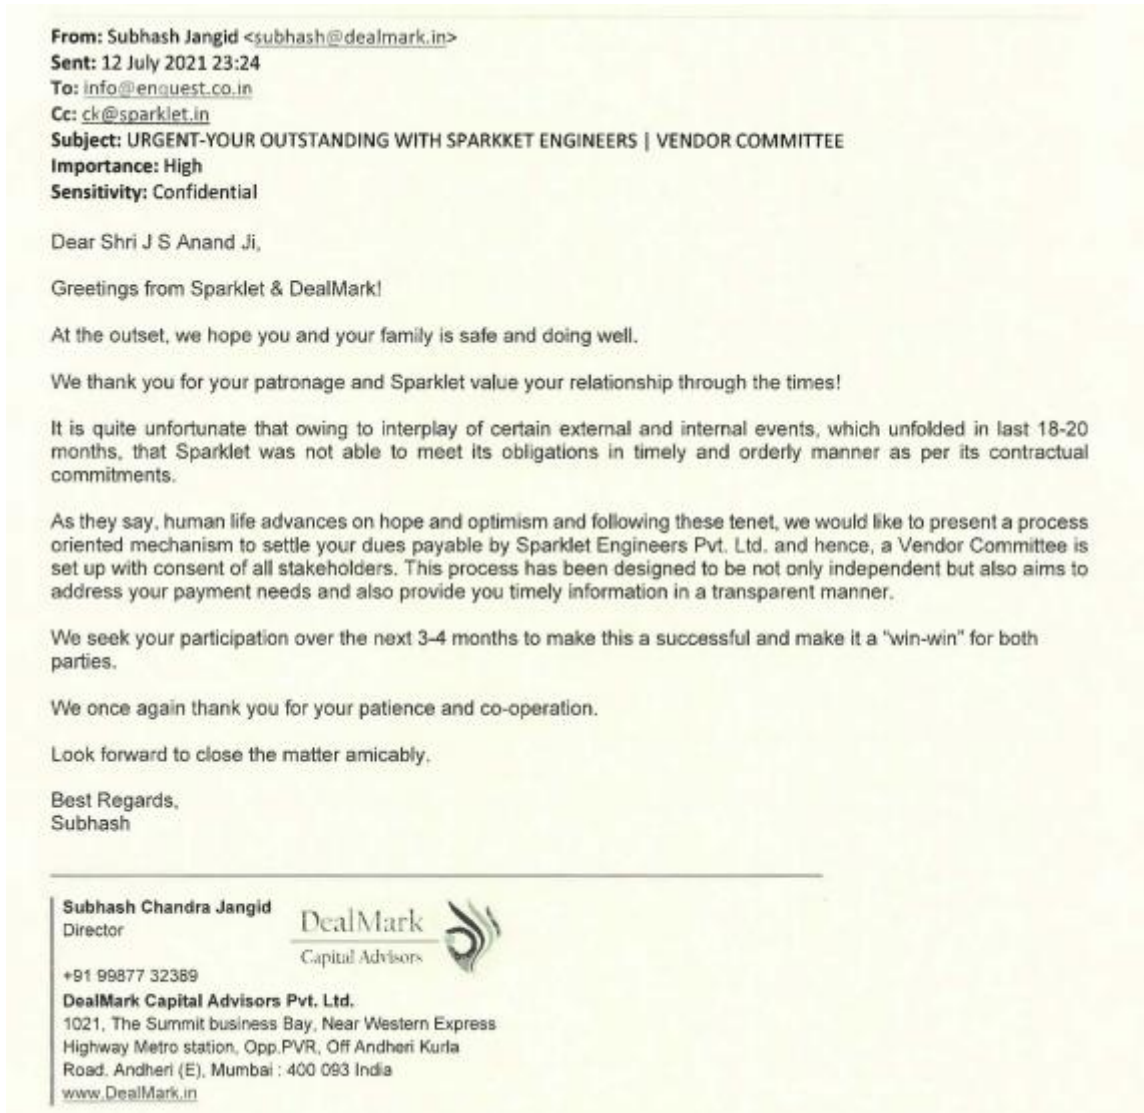 From: Subhash Jangid <subhash@dealmark.in>
Sent: 12 July 2021 23:24
To: info@enquest.co.in
Cc: ck@sparklet.in
Subject: URGENT-YOUR OUTSTANDING WITH SPARKKET ENGINEERS | VENDOR COMMITTEE
Importance: High
Sensitivity: Confidential
Dear Shri J S Anand Ji,
Greetings from Sparklet & DealMark!
At the outset, we hope you and your family is safe and doing well.
We thank you for your patronage and Sparklet value your relationship through the times!
It is quite unfortunate that owing to interplay of certain external and internal events, which unfolded in last 18-20
months, that Sparklet was not able to meet its obligations in timely and orderly manner as per its contractual
commitments.
As they say, human life advances on hope and optimism and following these tenet, we would like to present a process
oriented mechanism to settle your dues payable by Sparklet Engineers Pvt. Ltd. and hence, a Vendor Committee is
set up with consent of all stakeholders. This process has been designed to be not only independent but also aims to
address your payment needs and also provide you timely information in a transparent manner.
We seek your participation over the next 3-4 months to make this a successful and make it a "win-win" for both
parties.
We once again thank you for your patience and co-operation.
Look forward to close the matter amicably.
Best Regards,
Subhash
Subhash Chandra Jangid
Director
DealMark
Capital Advisors
+91 99877 32389
DealMark Capital Advisors Pvt. Ltd.
1021, The Summit business Bay, Near Western Express
Highway Metro station, Opp.PVR, Off Andheri Kurla
Road. Andheri (E), Mumbai : 400 093 India
www.DealMark.in